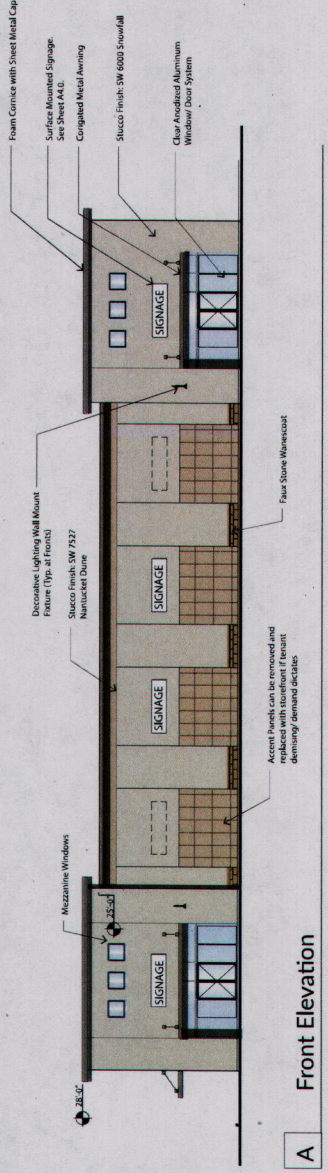 Foam Cornice with Sheet Metal Cap
Surface Mounted Signage.
See Sheet A4.0.
Corrigated Metal Awning
Stucco Finish: SW 6000 Snowfall
Clear Anodized Aluminum
Window/ Door System
Decorative Lighting Wall Mount
Fixture (Typ. at Fronts)
Stucco Finish: SW 7527
Nantucket Dune
Mezzanine Windows
28'-0"
25'-0"
SIGNAGE
SIGNAGE
SIGNAGE
SIGNAGE
Accent Panels can be removed and
replaced with storefront if tenant
demising/ demand dictates
Faux Stone Wanescoat
A
Front Elevation